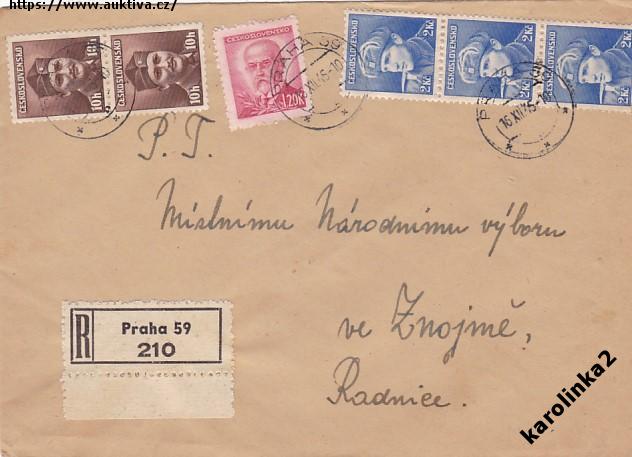 https://www.auktiva.cz/
ČESKOSLOVENSKO 10h
ČESKOSLOVENSKO 10h
ČESKOSLOVENSKO
1.20K
ČESKOSLOVENSKO 2Kč
ČESKOSLOVENSKO 2Kč
ČESKOSLOVENSKO 2Kč
PRAHA 59
P. T.
Místnímu Národnímu výboru
ve Znojmě,
Radnice.
R Praha 59
210
karolinka2